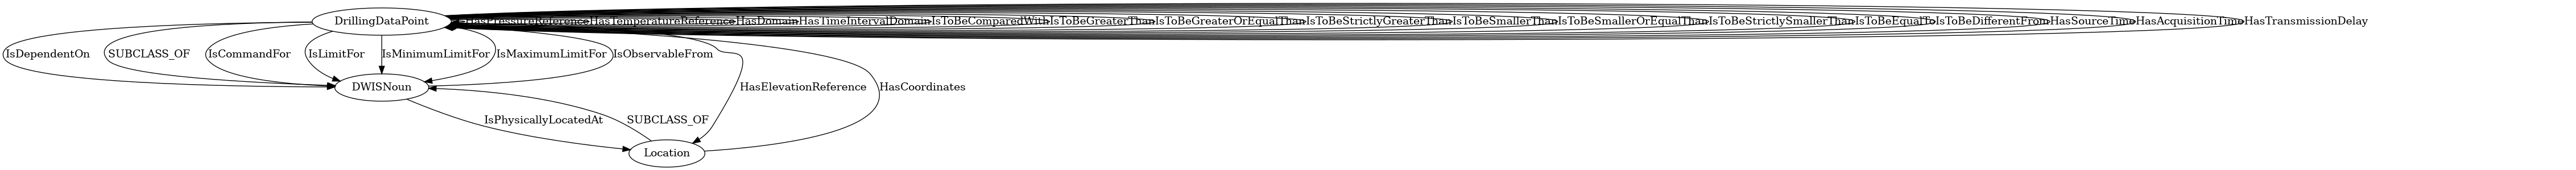 DrillingDataPoint
HasPressureReference
HasTemperatureReference
HasDomain
HasTimeIntervalDomain
IsToBeComparedWith
IsToBeGreaterThan
IsToBeGreaterOrEqualThan
IsToBeStrictlyGreaterThan
IsToBeSmallerThan
IsToBeSmallerOrEqualThan
IsToBeStrictlySmallerThan
IsToBeEqualTo
IsToBeDifferentFrom
HasSourceTime
HasAcquisitionTime
HasTransmissionDelay
IsDependentOn
SUBCLASS_OF
IsCommandFor
IsLimitFor
IsMinimumLimitFor
IsMaximumLimitFor
IsObservableFrom
DWISNoun
HasElevationReference
HasCoordinates
IsPhysicallyLocatedAt
SUBCLASS_OF
Location